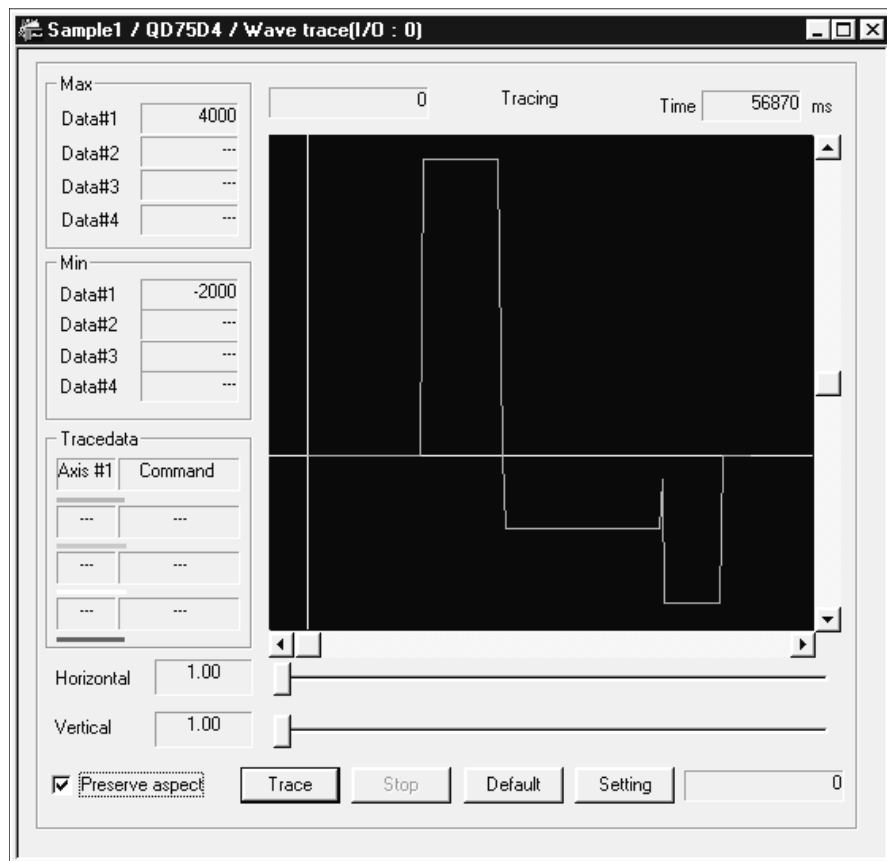 Sample1 / QD75D4 / Wave trace(I/O : 0)
Max
Data#1 4000
Data#2 ---
Data#3 ---
Data#4 ---
0 Tracing Time 56870 ms
Min
Data#1 -2000
Data#2 ---
Data#3 ---
Data#4 ---
Tracedata
Axis #1 Command
--- ---
--- ---
--- ---
Horizontal 1.00
Vertical 1.00
Preserve aspect Trace Stop Default Setting 0